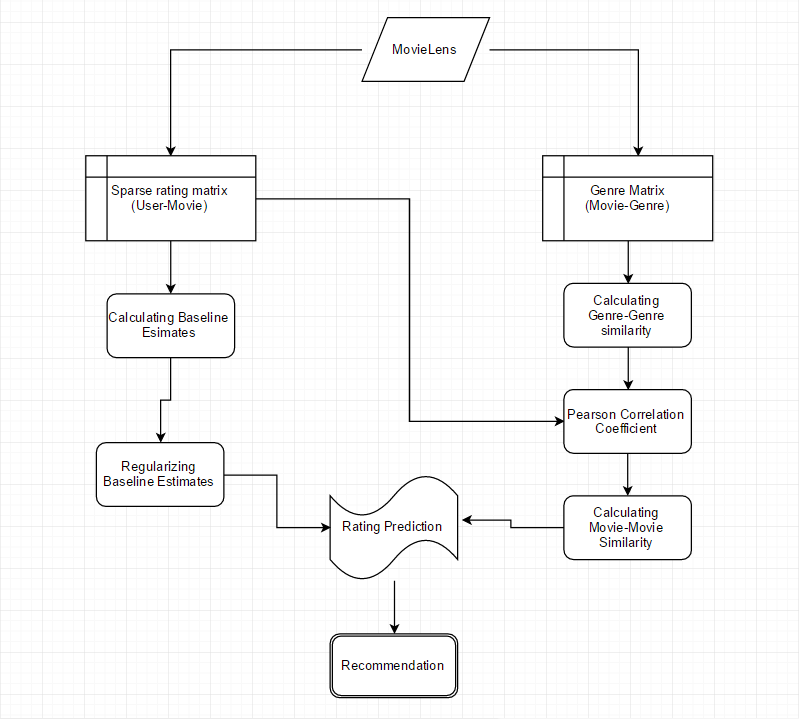 MovieLens
Sparse rating matrix
(User-Movie)
Genre Matrix
(Movie-Genre)
Calculating Baseline
Esimates
Calculating
Genre-Genre
similarity
Pearson Correlation
Coefficient
Regularizing
Baseline Estimates
Calculating
Movie-Movie
Similarity
Rating Prediction
Recommendation